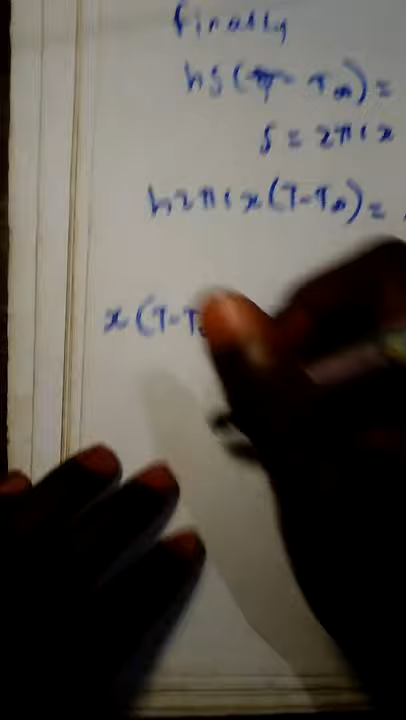 Finally
hs(T - T∞) =
S = 2πrx
h2πrx(T-T∞) =
x(T-T